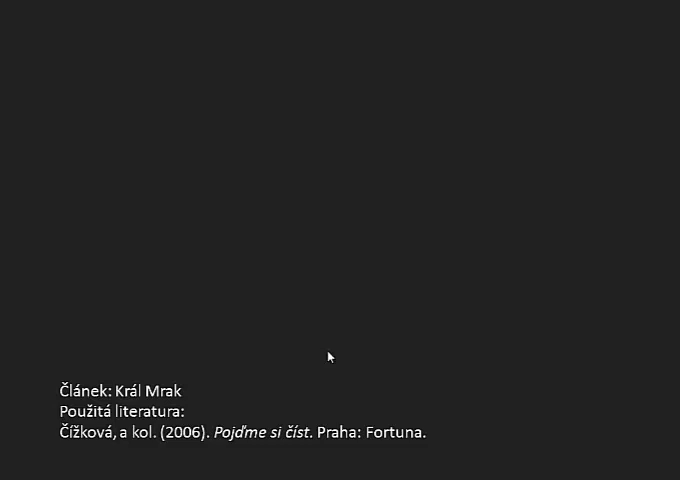 Článek: Král Mrak
Použitá literatura:
Čížková, a kol. (2006). Pojďme si číst. Praha: Fortuna.